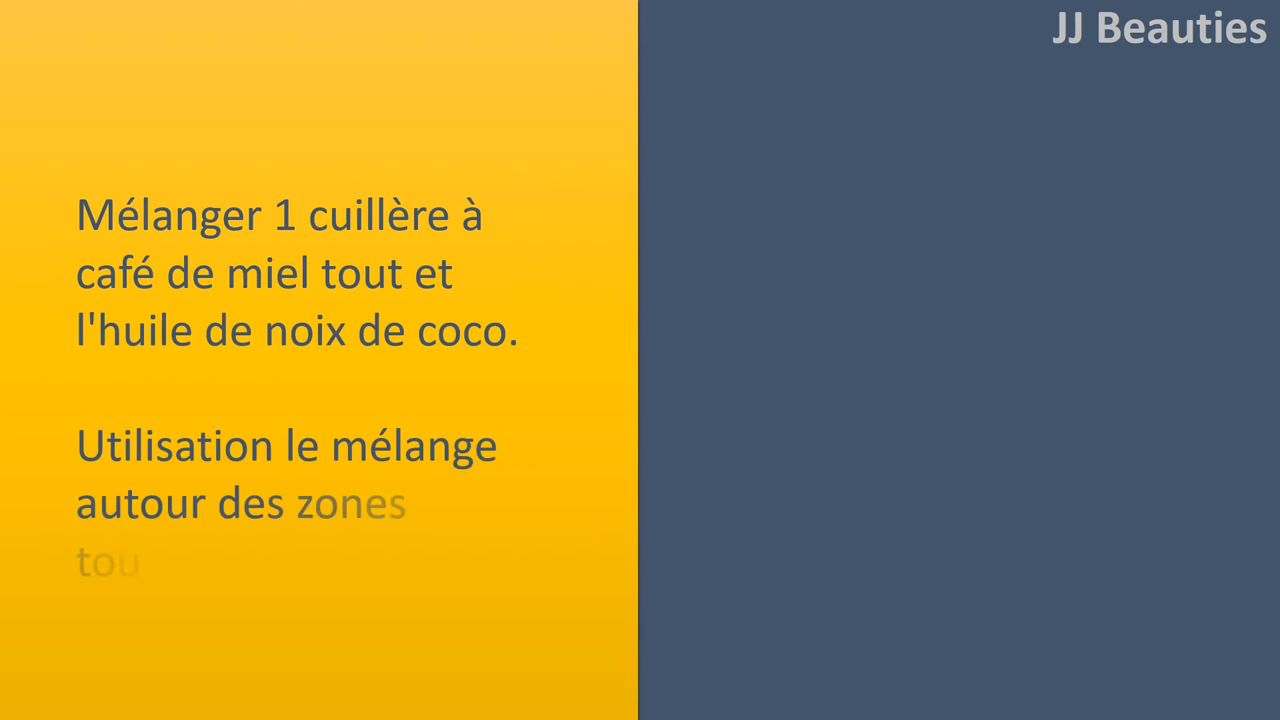 JJ Beauties
Mélanger 1 cuillère à
café de miel tout et
l'huile de noix de coco.
Utilisation le mélange
autour des zones
tou